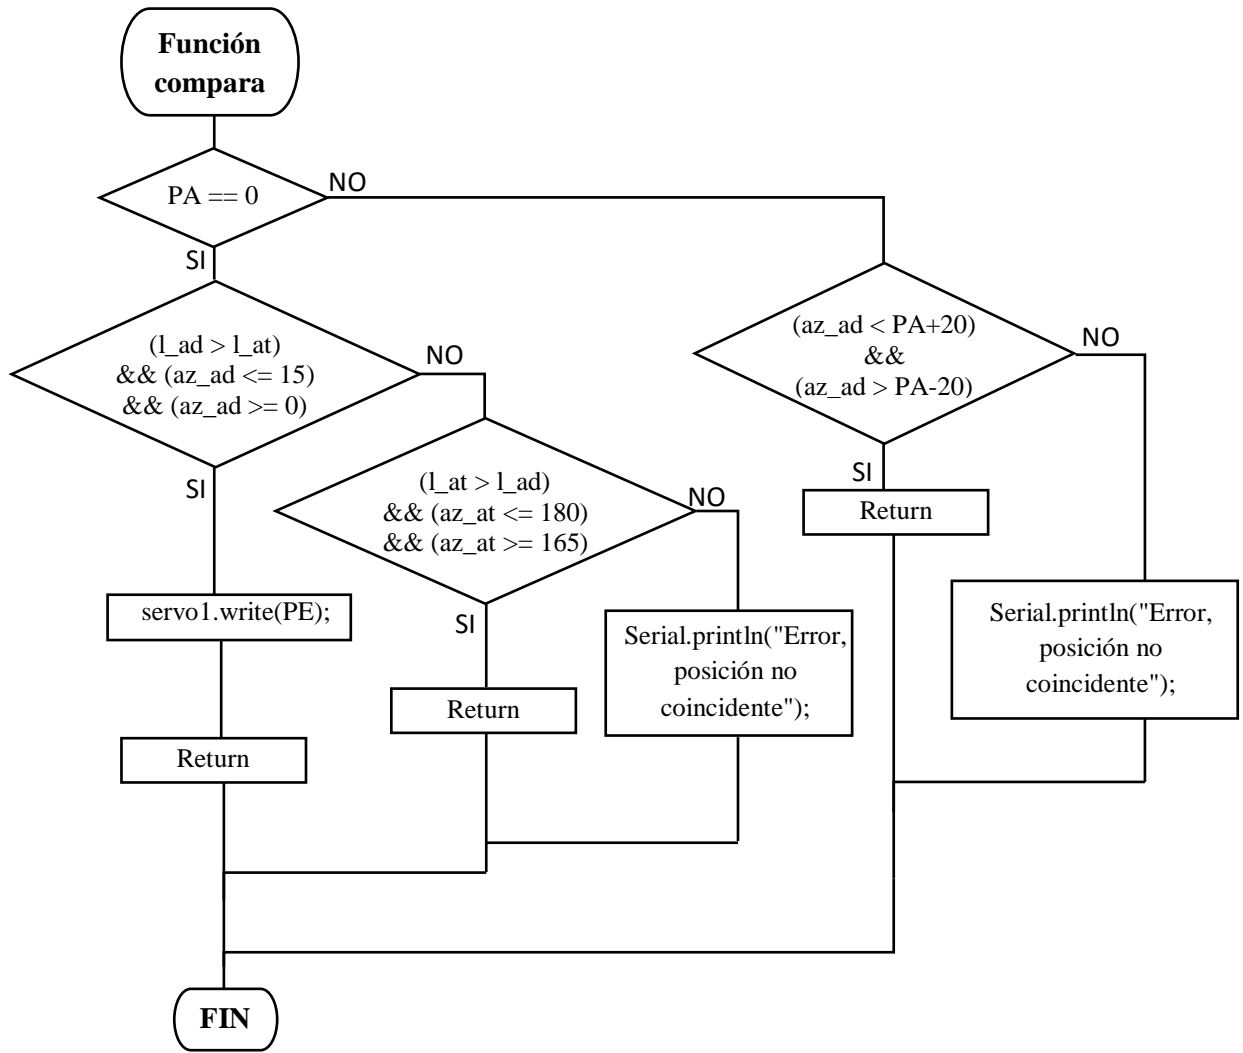 Función
compara
PA == 0
NO
SI
(l_ad > l_at)
&& (az_ad <= 15)
&& (az_ad >= 0)
NO
SI
(az_ad < PA+20)
&&
(az_ad > PA-20)
NO
SI
Return
(l_at > l_ad)
&& (az_at <= 180)
&& (az_at >= 165)
NO
SI
servo1.write(PE);
Return
Return
Serial.println("Error,
posición no
coincidente");
Serial.println("Error,
posición no
coincidente");
FIN